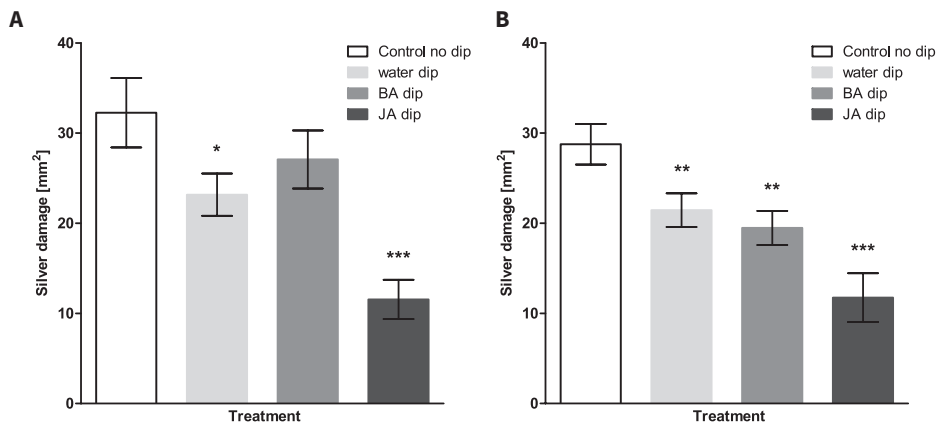 A
Silver damage [mm²]
40
30
20
10
0
Control no dip
water dip
BA dip
JA dip
*
***
Treatment
B
Silver damage [mm²]
40
30
20
10
0
Control no dip
water dip
BA dip
JA dip
**
**
***
Treatment